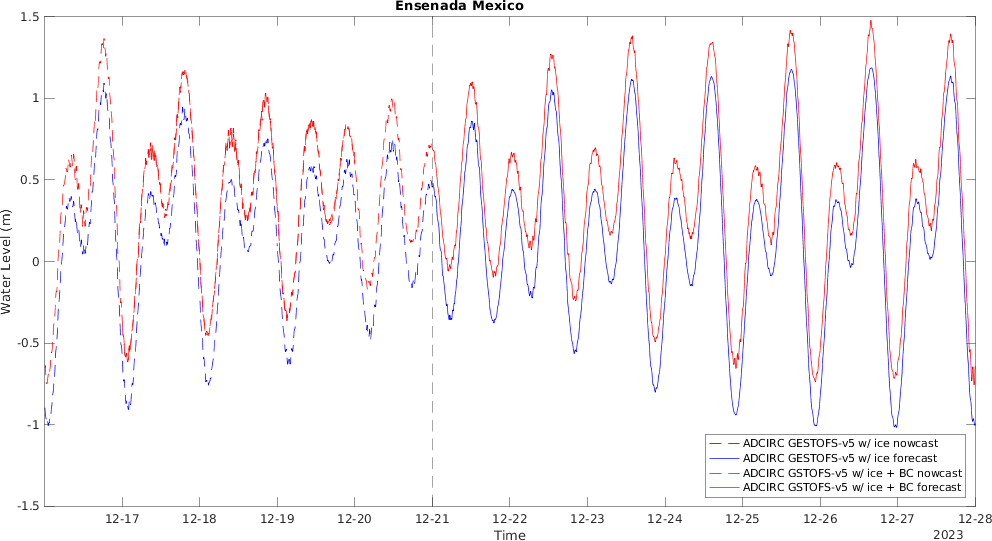 Ensenada Mexico
1.5
1
0.5
0
-0.5
-1
-1.5
Water Level (m)
ADCIRC GESTOFS-v5 w/ ice nowcast
ADCIRC GESTOFS-v5 w/ ice forecast
ADCIRC GSTOFS-v5 w/ ice + BC nowcast
ADCIRC GSTOFS-v5 w/ ice + BC forecast
12-17 12-18 12-19 12-20 12-21 12-22 12-23 12-24 12-25 12-26 12-27 12-28
Time
2023